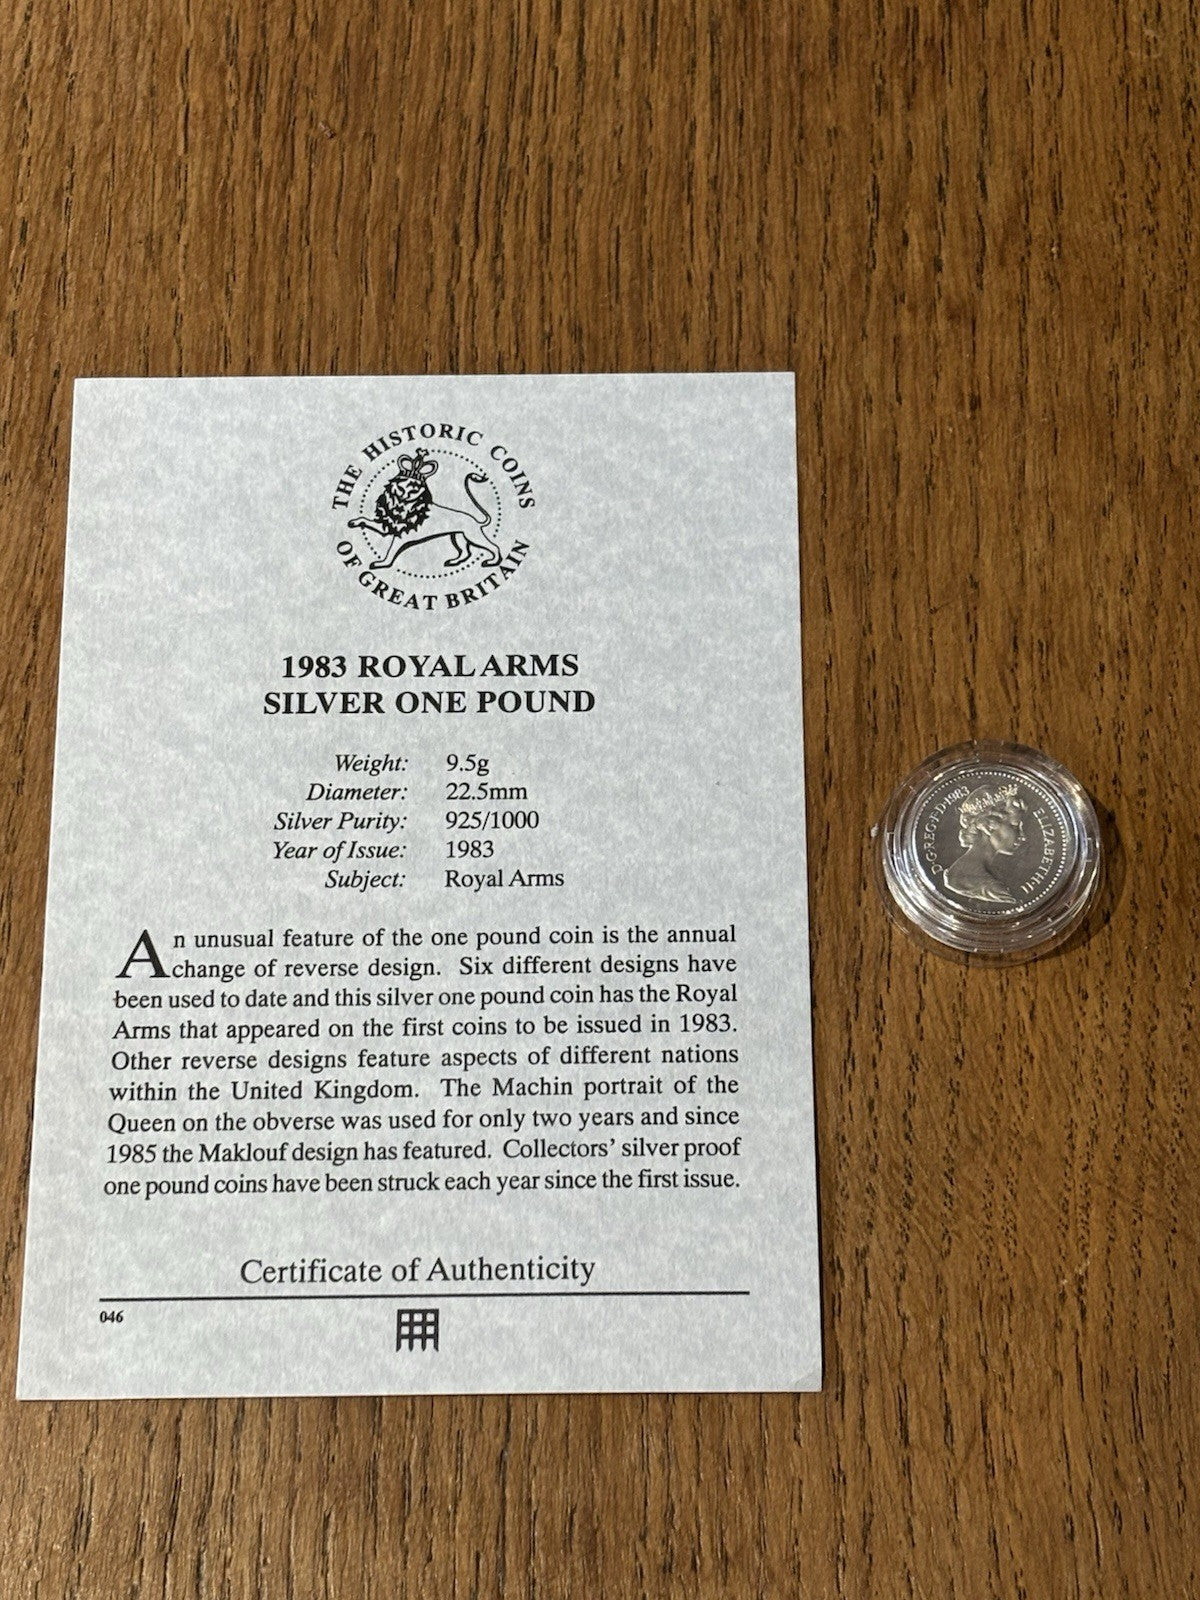 THE HISTORIC COINS
OF GREAT BRITAIN
1983 ROYAL ARMS
SILVER ONE POUND
Weight: 9.5g
Diameter: 22.5mm
Silver Purity: 925/1000
Year of Issue: 1983
Subject: Royal Arms
An unusual feature of the one pound coin is the annual
change of reverse design. Six different designs have
been used to date and this silver one pound coin has the Royal
Arms that appeared on the first coins to be issued in 1983.
Other reverse designs feature aspects of different nations
within the United Kingdom. The Machin portrait of the
Queen on the obverse was used for only two years and since
1985 the Maklouf design has featured. Collectors' silver proof
one pound coins have been struck each year since the first issue.
Certificate of Authenticity
046
D·G·REG·F·D·1983
ELIZABETH·II